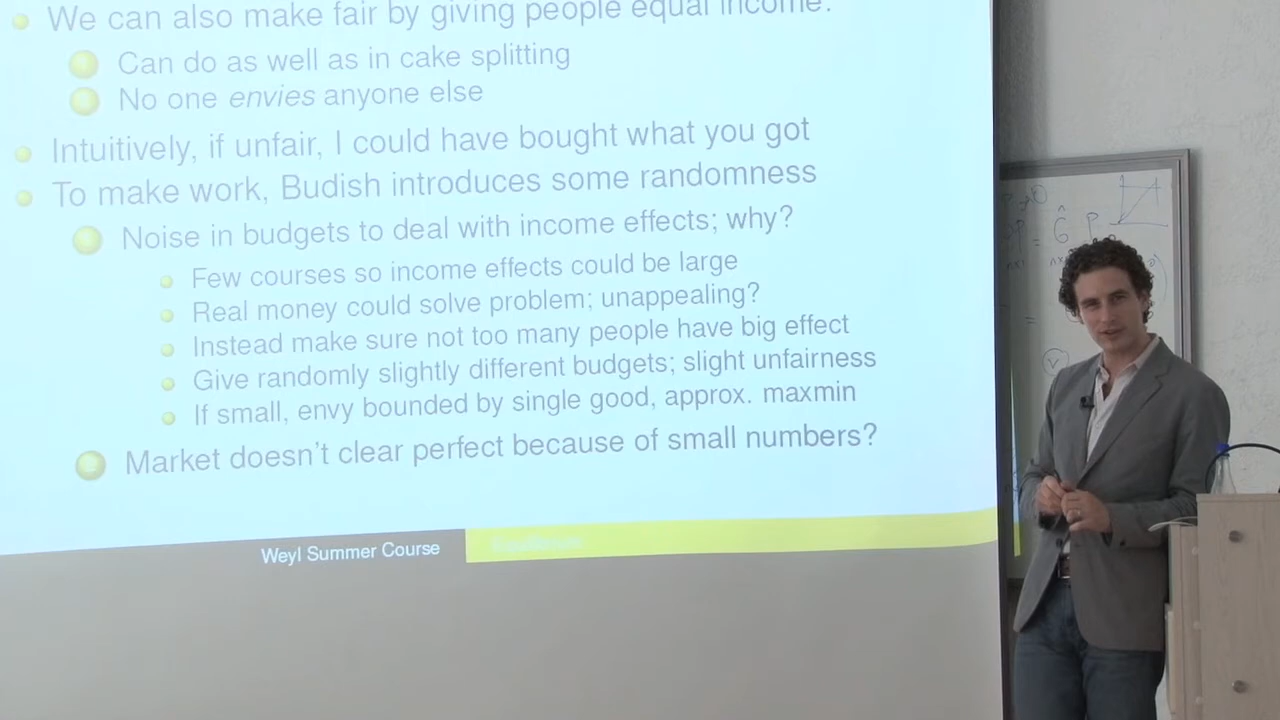 We can also make fair by giving people equal income:
Can do as well as in cake splitting
No one envies anyone else
Intuitively, if unfair, I could have bought what you got
To make work, Budish introduces some randomness
Noise in budgets to deal with income effects; why?
Few courses so income effects could be large
Real money could solve problem; unappealing?
Instead make sure not too many people have big effect
Give randomly slightly different budgets; slight unfairness
If small, envy bounded by single good, approx. maxmin
Market doesn't clear perfect because of small numbers?
Weyl Summer Course